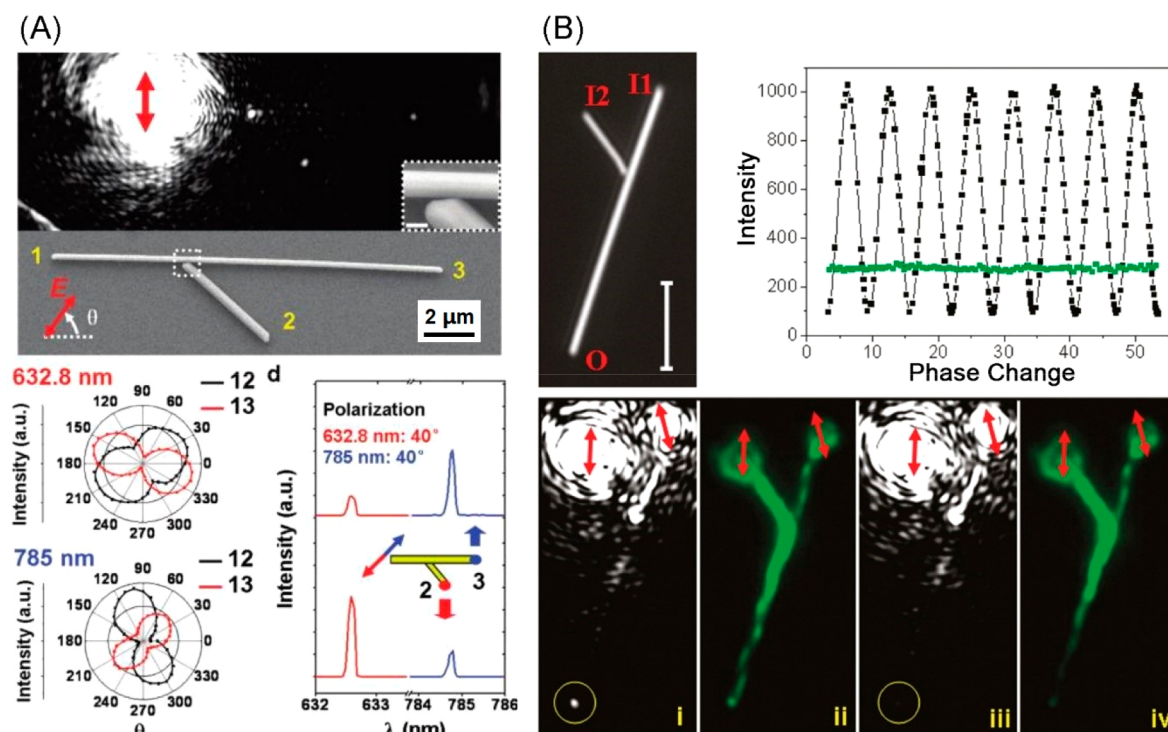 (A)
1
3
2
E
θ
2 μm
632.8 nm
12
13
Intensity (a.u.)
90
120
60
150
30
180
0
210
330
240
300
270
785 nm
12
13
Intensity (a.u.)
90
120
60
150
30
180
0
210
330
240
300
270
θ
d
Polarization
632.8 nm: 40°
785 nm: 40°
Intensity (a.u.)
2
3
632
633
784
785
786
λ (nm)
(B)
I2
I1
O
Intensity
1000
800
600
400
200
0
0
10
20
30
40
50
Phase Change
i
ii
iii
iv